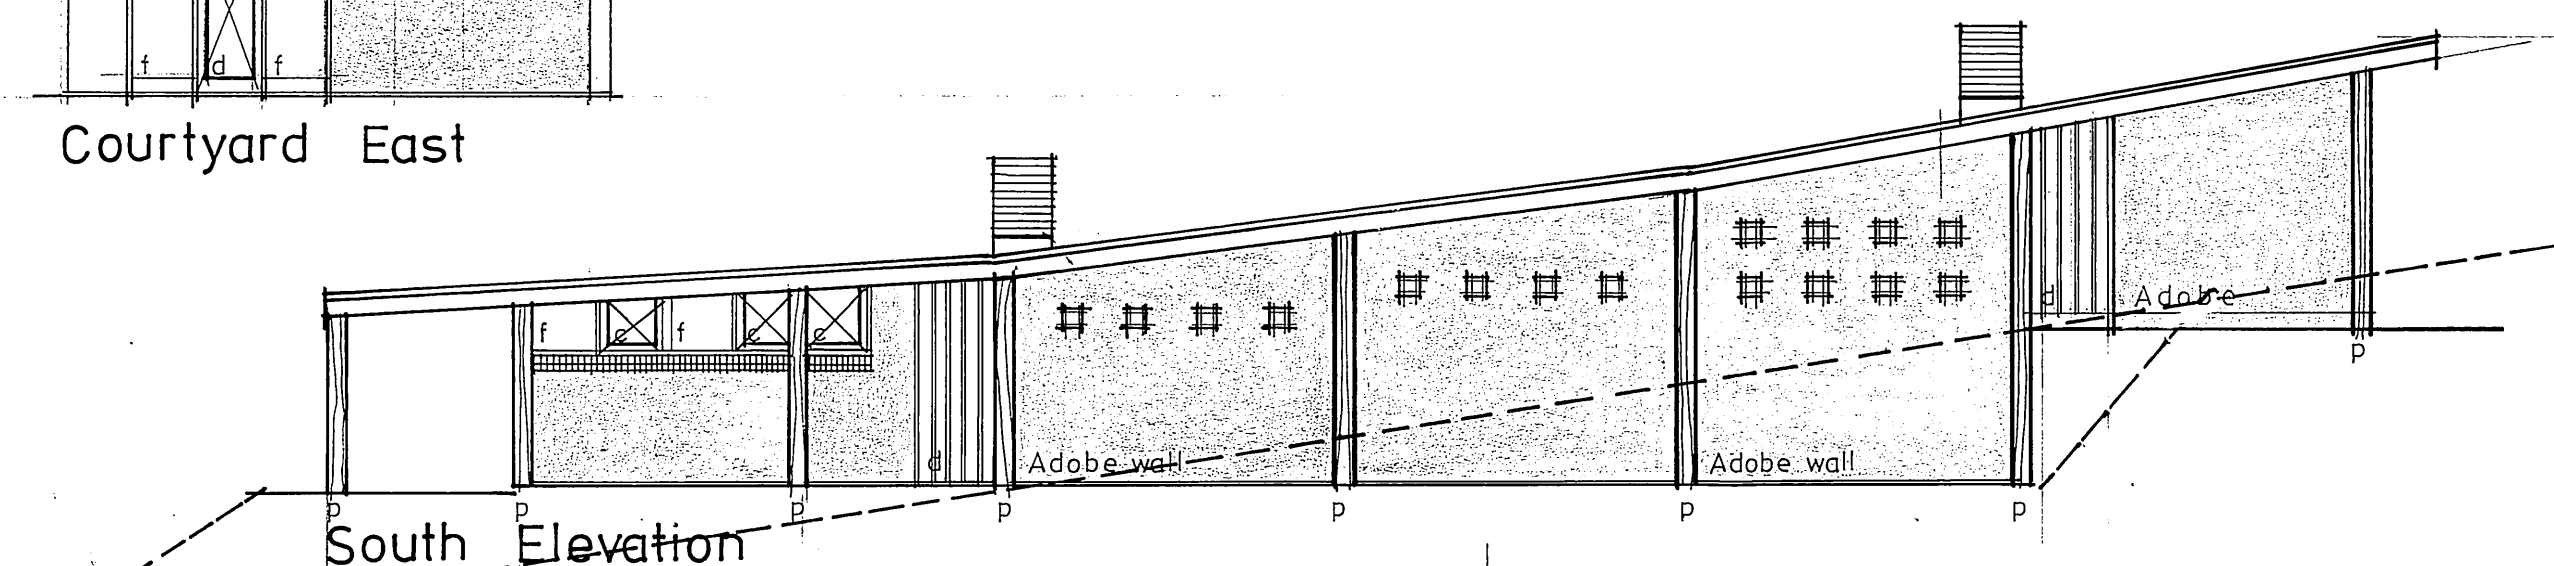 f d f
Courtyard East
f c f c c
d Adobe
p
d Adobe wall Adobe wall
p p p p p p p
South Elevation